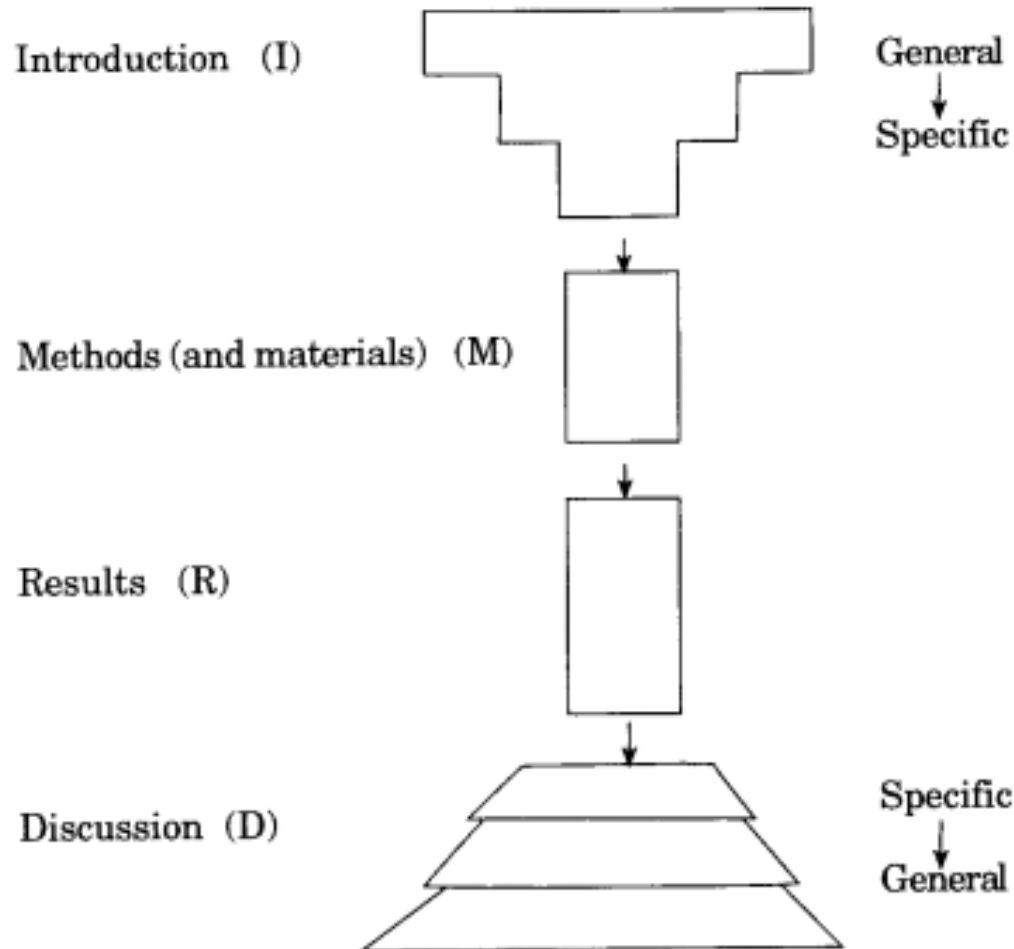 Introduction (I)
General
Specific
Methods (and materials) (M)
Results (R)
Discussion (D)
Specific
General